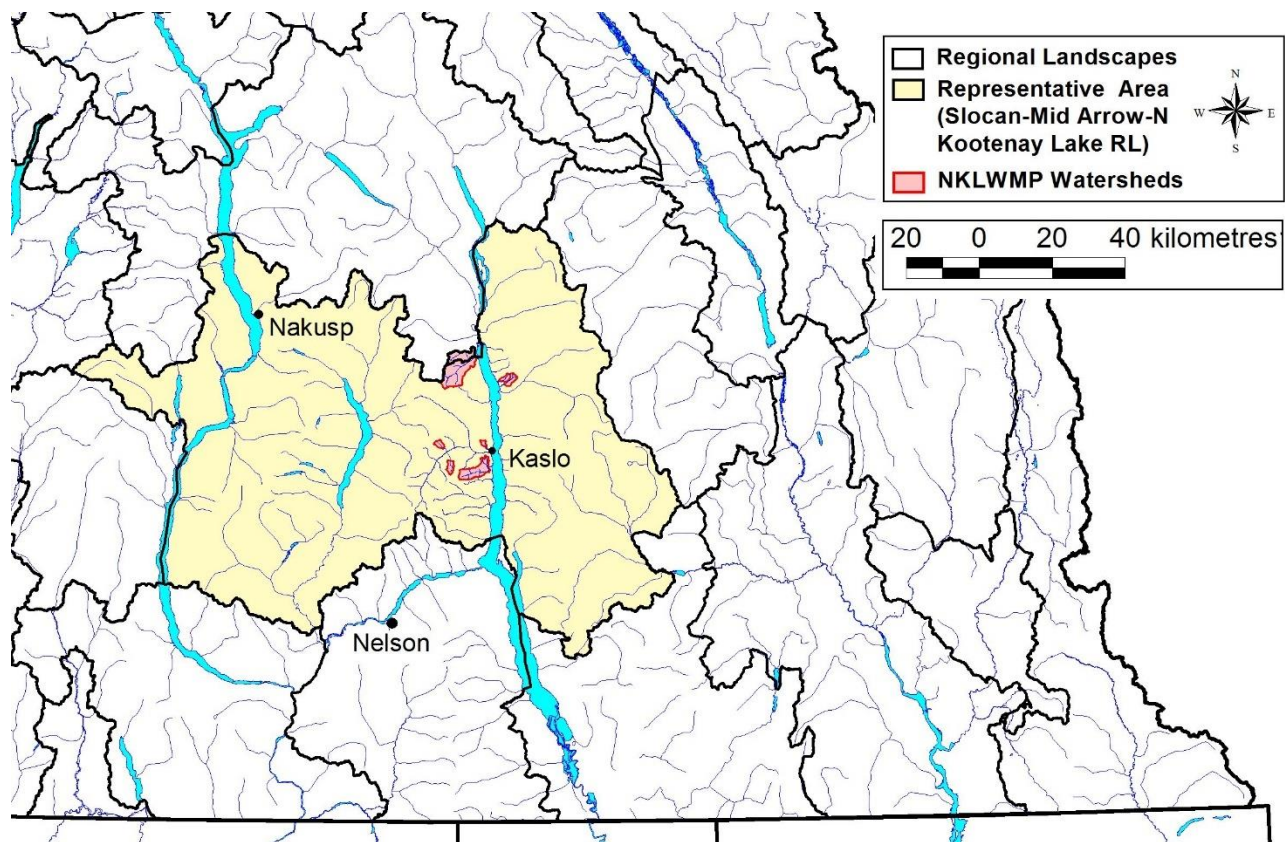 Regional Landscapes
Representative Area
(Slocan-Mid Arrow-N
Kootenay Lake RL)
NKLWMP Watersheds
N
W E
S
20 0 20 40 kilometres
Nakusp
Kaslo
Nelson